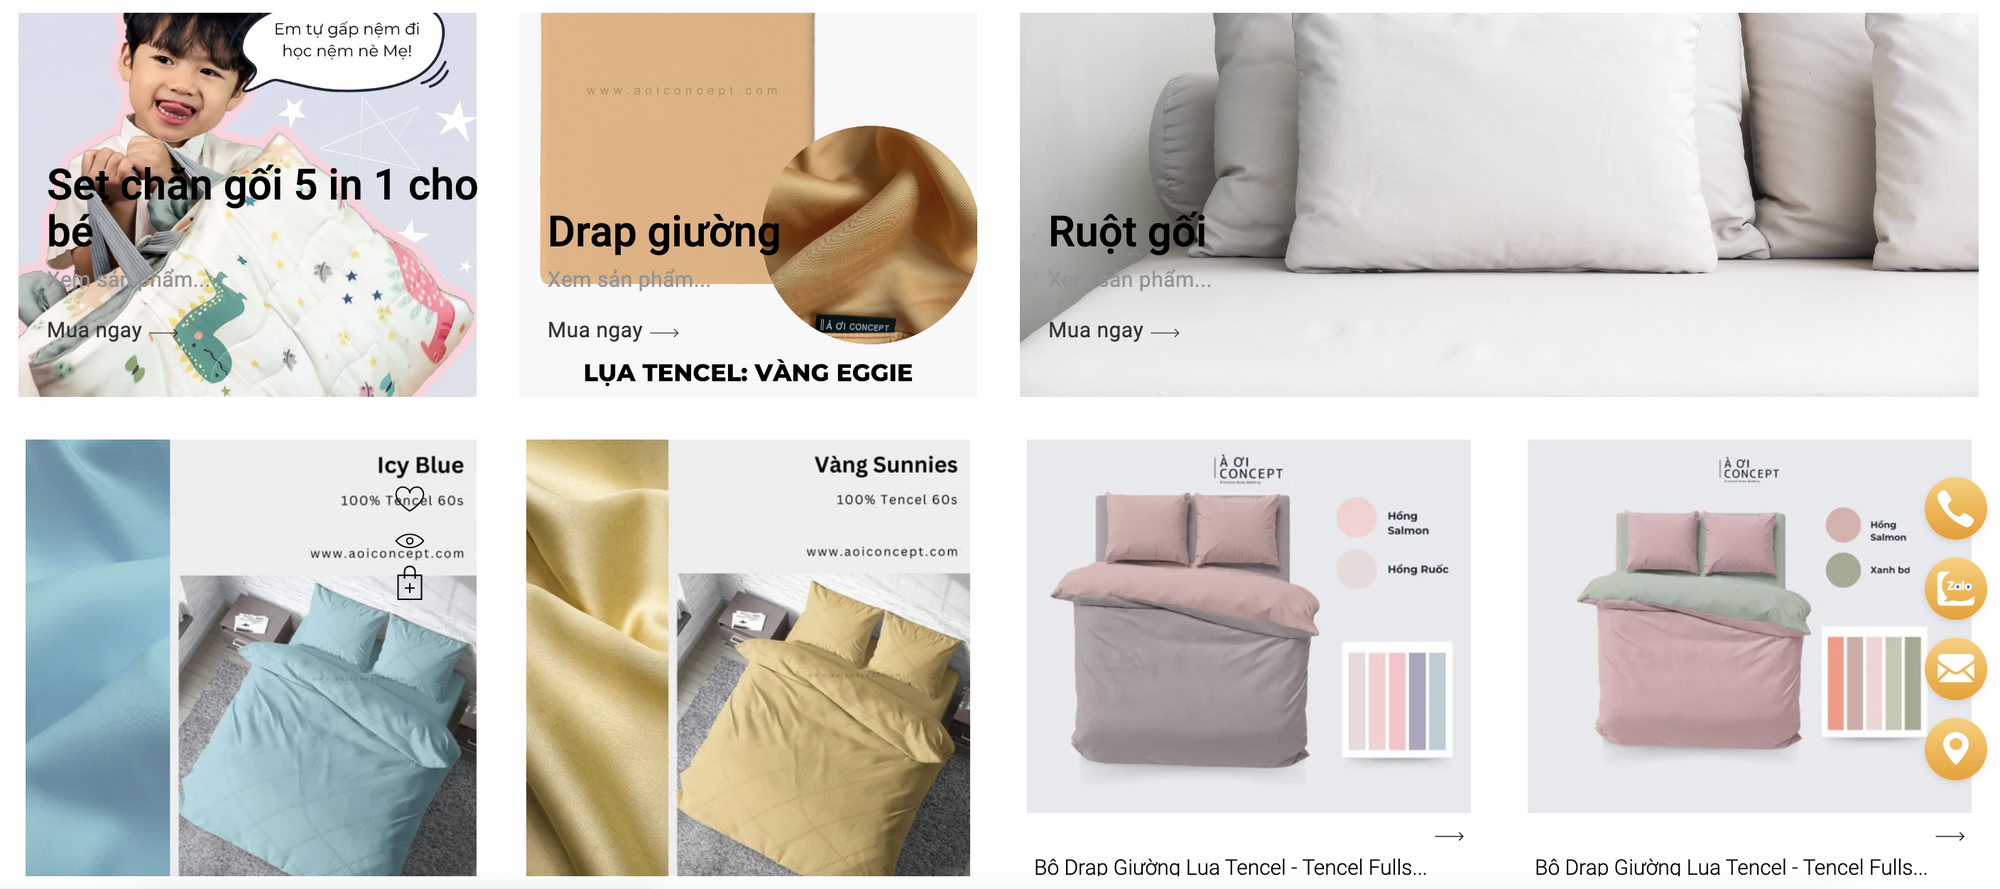 Em tự gấp nệm đi
học nệm nè Mẹ!
Set chăn gối 5 in 1 cho
bé
Xem sản phẩm...
Mua ngay
www.aoiconcept.com
Drap giường
Xem sản phẩm...
Mua ngay
À ƠI CONCEPT
LỤA TENCEL: VÀNG EGGIE
Ruột gối
Xem sản phẩm...
Mua ngay
Icy Blue
100% Tencel 60s
www.aoiconcept.com
Vàng Sunnies
100% Tencel 60s
www.aoiconcept.com
À ƠI
CONCEPT
Hồng
Salmon
Hồng Ruốc
Bộ Drap Giường Lụa Tencel - Tencel Fulls...
À ƠI
CONCEPT
Hồng
Salmon
Xanh bơ
Zalo
Bộ Drap Giường Lụa Tencel - Tencel Fulls...